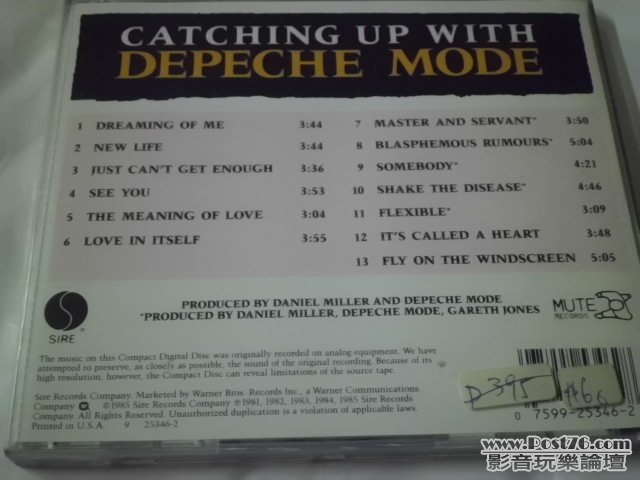 CATCHING UP WITH
DEPECHE MODE
1 DREAMING OF ME 3:44
2 NEW LIFE 3:44
3 JUST CAN'T GET ENOUGH 3:36
4 SEE YOU 3:53
5 THE MEANING OF LOVE 3:04
6 LOVE IN ITSELF 3:55
7 MASTER AND SERVANT* 3:50
8 BLASPHEMOUS RUMOURS* 5:04
9 SOMEBODY* 4:21
10 SHAKE THE DISEASE* 4:46
11 FLEXIBLE* 3:09
12 IT'S CALLED A HEART 3:48
13 FLY ON THE WINDSCREEN 5:05
PRODUCED BY DANIEL MILLER AND DEPECHE MODE
*PRODUCED BY DANIEL MILLER, DEPECHE MODE, GARETH JONES
S
SIRE
MUTE
RECORDS
The music on this Compact Digital Disc was originally recorded on analog equipment. We have
attempted to preserve, as closely as possible, the sound of the original recording. Because of its
high resolution, however, the Compact Disc can reveal limitations of the source tape.
Sire Records Company. Marketed by Warner Bros. Records Inc., a Warner Communications
Company. ©1985 Sire Records Company ℗1981, 1982, 1983, 1984, 1985 Sire Records
Company. All Rights Reserved. Unauthorized duplication is a violation of applicable laws.
Printed in U.S.A. 9 25346-2
P395
0 7599-25346-2
www.Post76.com
影音玩樂論壇